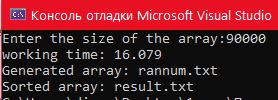 Консоль отладки Microsoft Visual Studio
Enter the size of the array:90000
working time: 16.079
Generated array: rannum.txt
Sorted array: result.txt